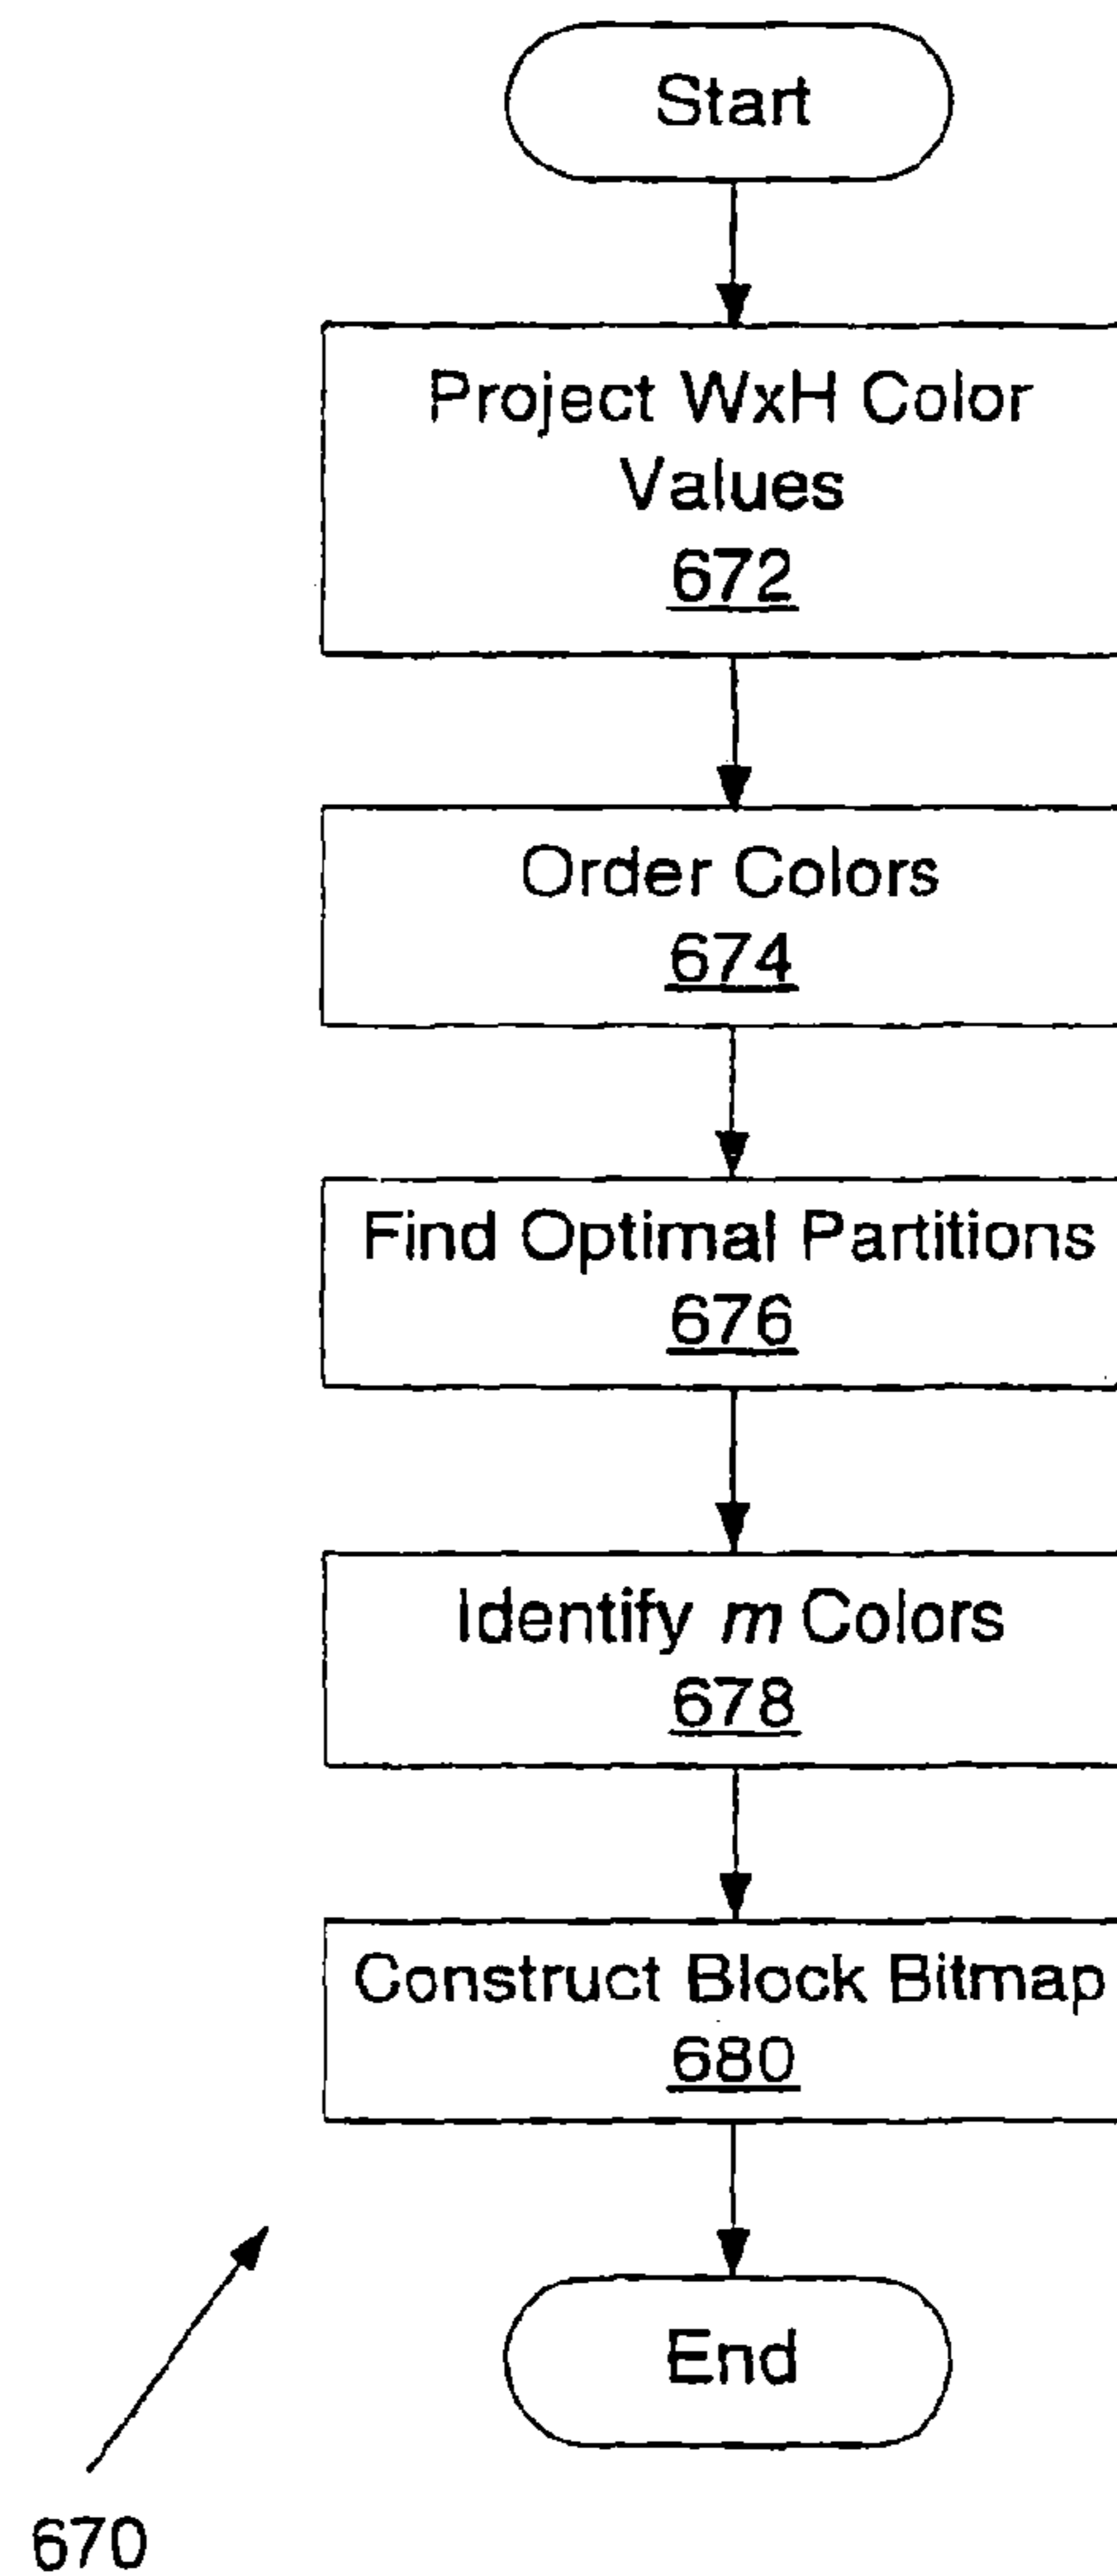 Start
Project WxH Color
Values
672
Order Colors
674
Find Optimal Partitions
676
Identify m Colors
678
Construct Block Bitmap
680
End
670